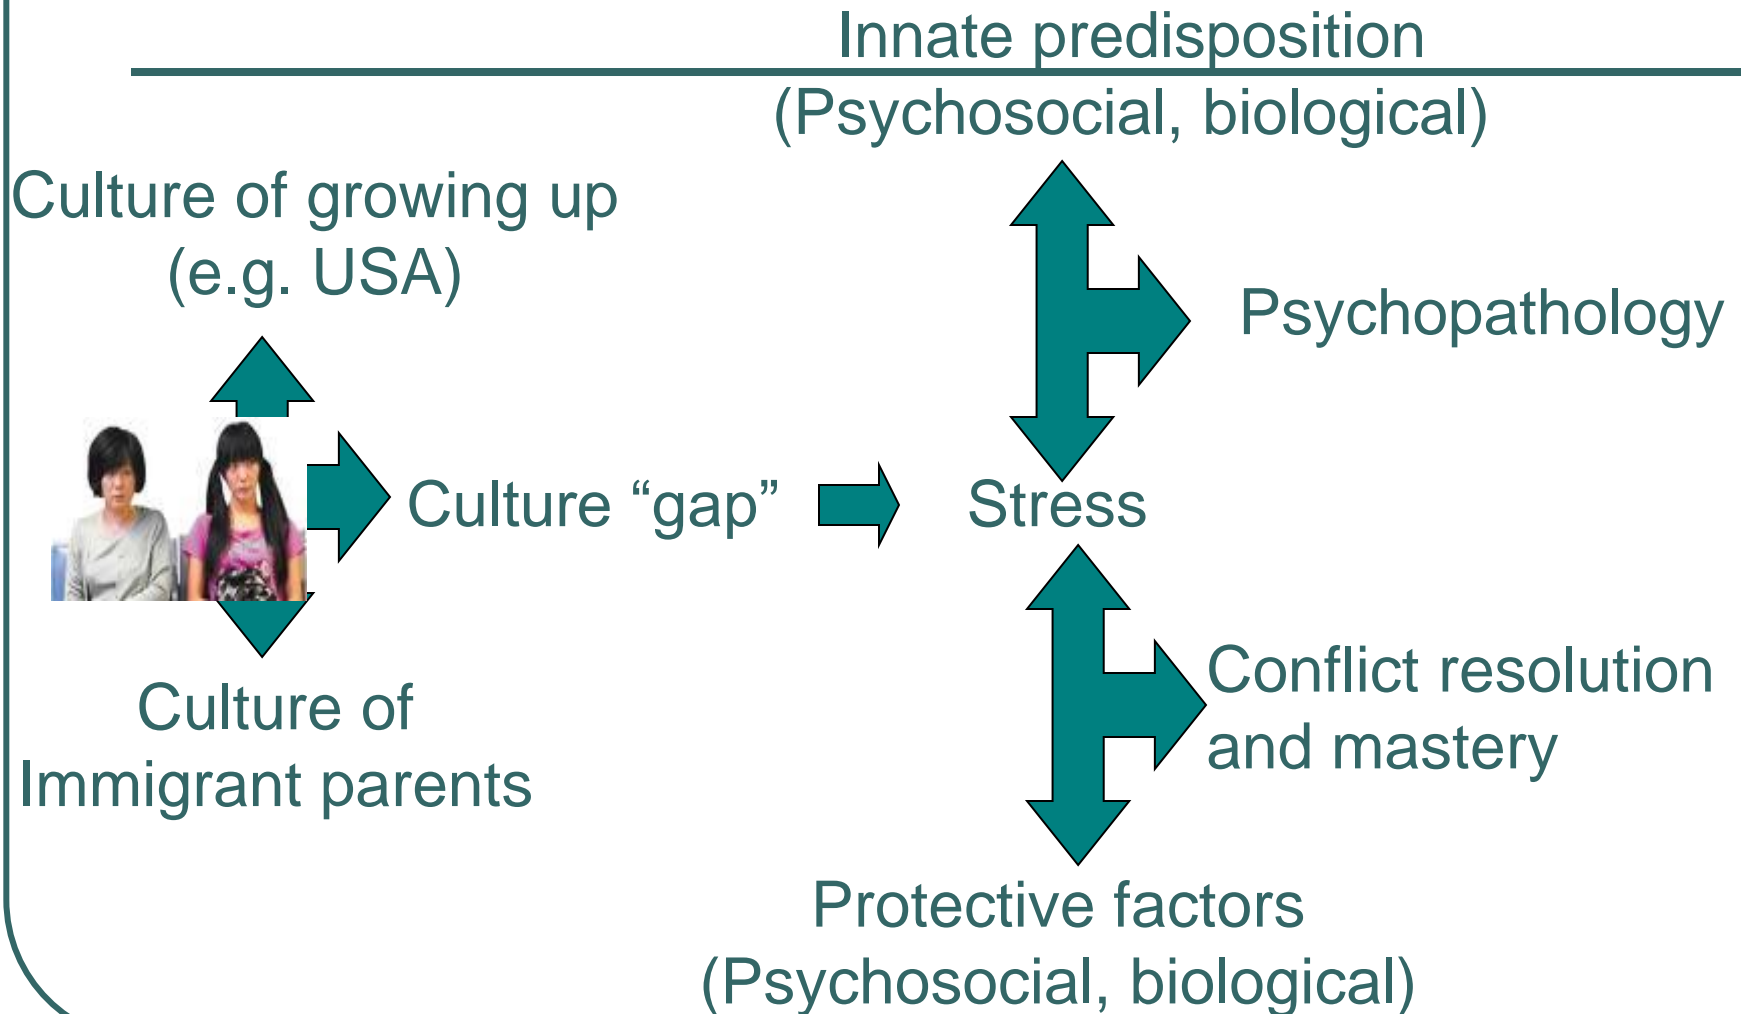 Innate predisposition
(Psychosocial, biological)
Culture of growing up
(e.g. USA)
Psychopathology
Culture “gap”
Stress
Culture of
Immigrant parents
Conflict resolution
and mastery
Protective factors
(Psychosocial, biological)